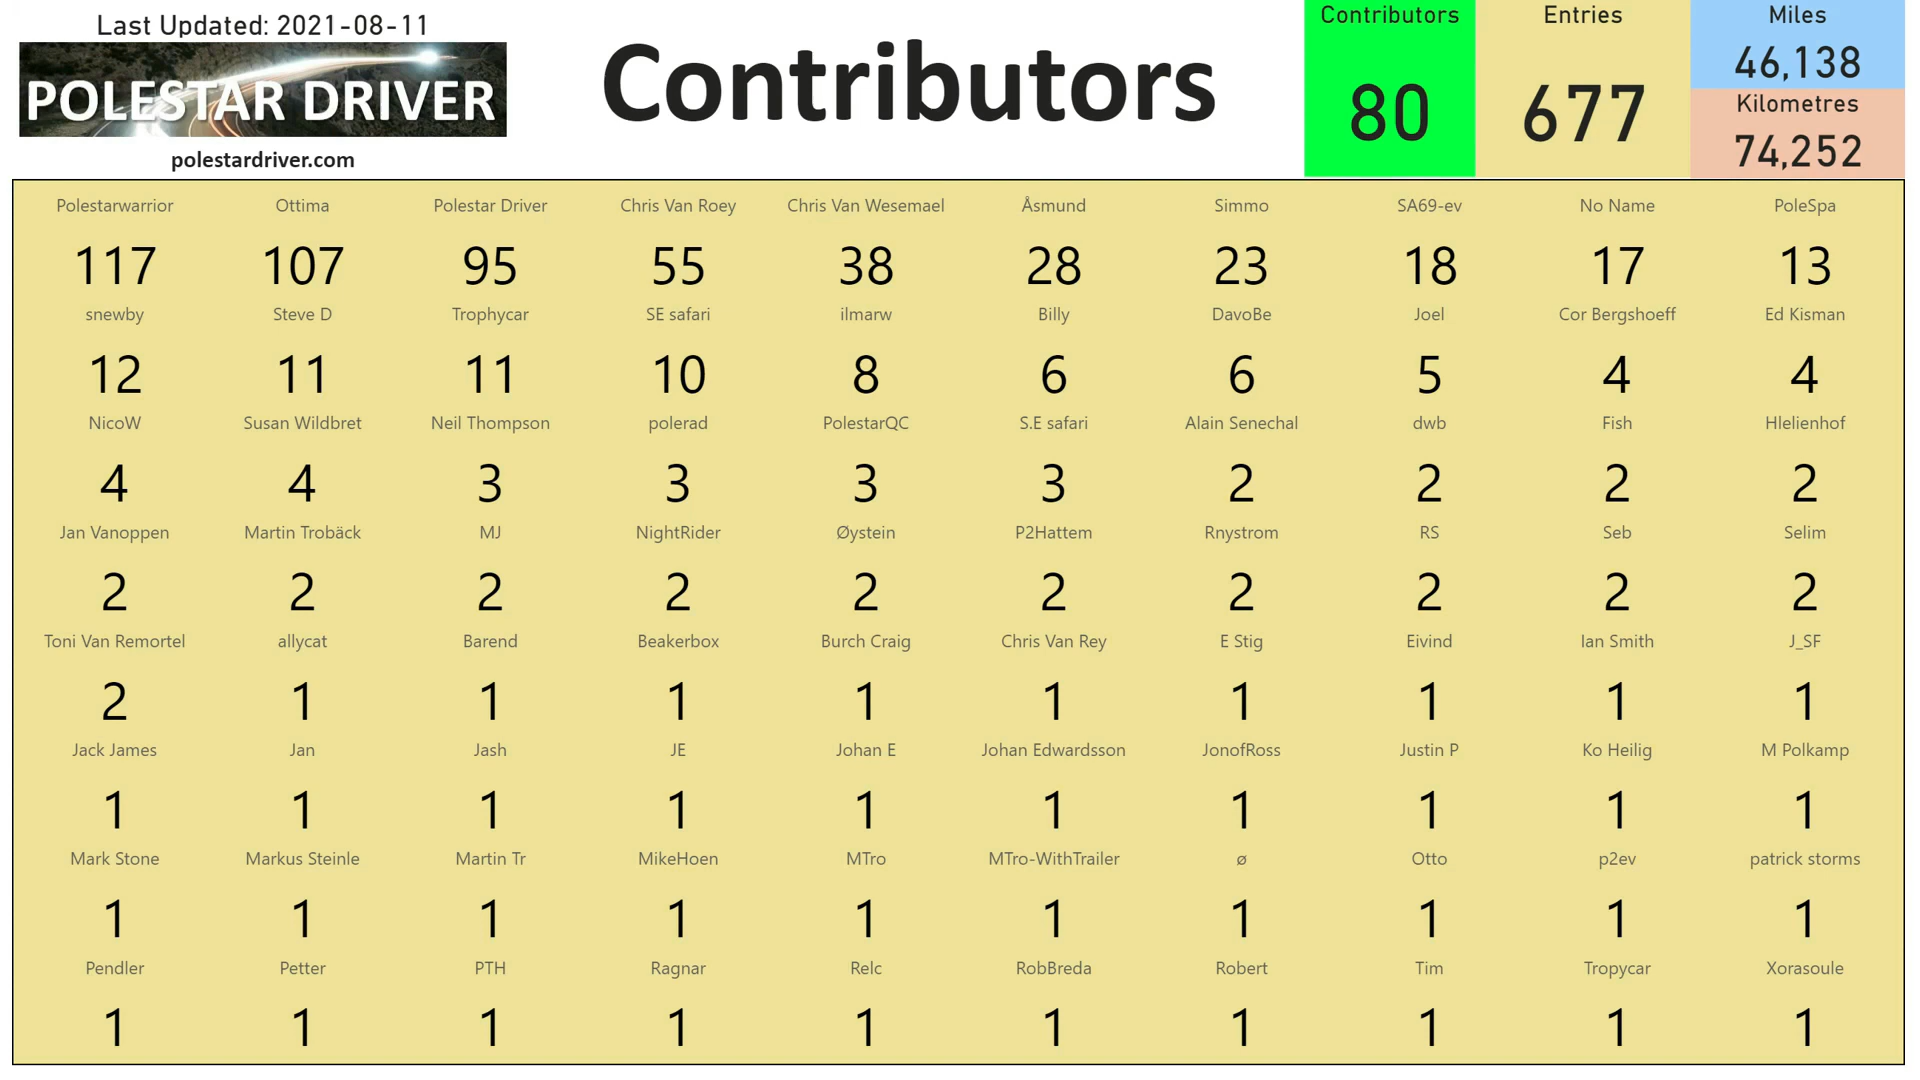 Last Updated: 2021-08-11
POLESTAR DRIVER
polestardriver.com
Contributors
Contributors
80
Entries
677
Miles
46,138
Kilometres
74,252
Polestarwarrior Ottima Polestar Driver Chris Van Roey Chris Van Wesemael Åsmund Simmo SA69-ev No Name PoleSpa
117 107 95 55 38 28 23 18 17 13
snewby Steve D Trophycar SE safari ilmarw Billy DavoBe Joel Cor Bergshoeff Ed Kisman
12 11 11 10 8 6 6 5 4 4
NicoW Susan Wildbret Neil Thompson polerad PolestarQC S.E safari Alain Senechal dwb Fish Hlelienhof
4 4 3 3 3 3 2 2 2 2
Jan Vanoppen Martin Trobäck MJ NightRider Øystein P2Hattem Rnystrom RS Seb Selim
2 2 2 2 2 2 2 2 2 2
Toni Van Remortel allycat Barend Beakerbox Burch Craig Chris Van Rey E Stig Eivind Ian Smith J_SF
2 1 1 1 1 1 1 1 1 1
Jack James Jan Jash JE Johan E Johan Edwardsson JonofRoss Justin P Ko Heilig M Polkamp
1 1 1 1 1 1 1 1 1 1
Mark Stone Markus Steinle Martin Tr MikeHoen MTro MTro-WithTrailer ø Otto p2ev patrick storms
1 1 1 1 1 1 1 1 1 1
Pendler Petter PTH Ragnar Relc RobBreda Robert Tim Tropycar Xorasoule
1 1 1 1 1 1 1 1 1 1